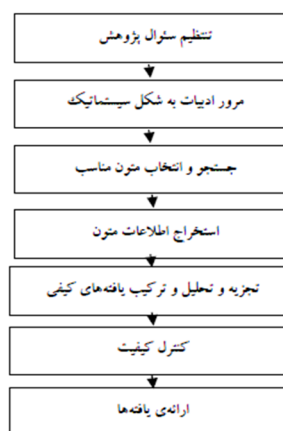 تنظیم سئوال پژوهش
مرور ادبیات به شکل سیستماتیک
جستجو و انتخاب متون مناسب
استخراج اطلاعات متون
تجزیه و تحلیل و ترکیب یافته‌های کیفی
کنترل کیفیت
ارائه‌ی یافته‌ها